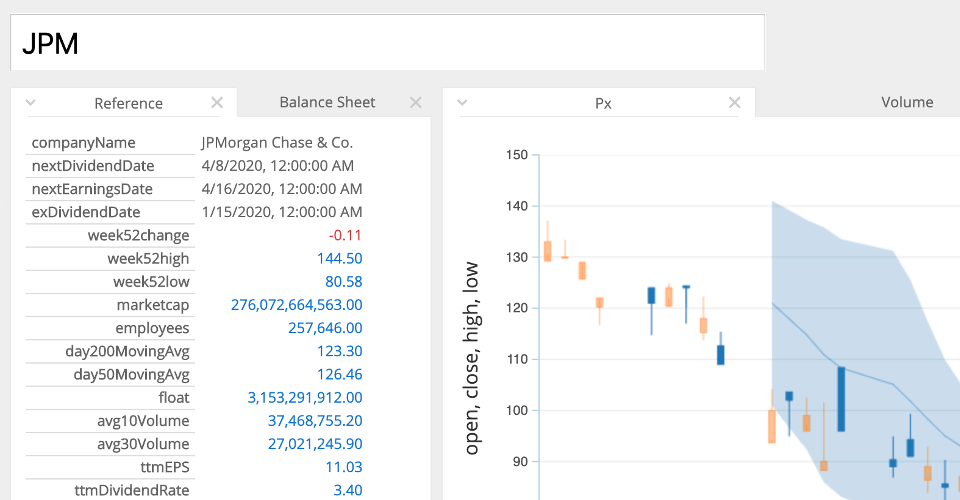 JPM
Reference Balance Sheet
companyName JPMorgan Chase & Co.
nextDividendDate 4/8/2020, 12:00:00 AM
nextEarningsDate 4/16/2020, 12:00:00 AM
exDividendDate 1/15/2020, 12:00:00 AM
week52change -0.11
week52high 144.50
week52low 80.58
marketcap 276,072,664,563.00
employees 257,646.00
day200MovingAvg 123.30
day50MovingAvg 126.46
float 3,153,291,912.00
avg10Volume 37,468,755.20
avg30Volume 27,021,245.90
ttmEPS 11.03
ttmDividendRate 3.40
Px Volume
open, close, high, low
150
140
130
120
110
100
90